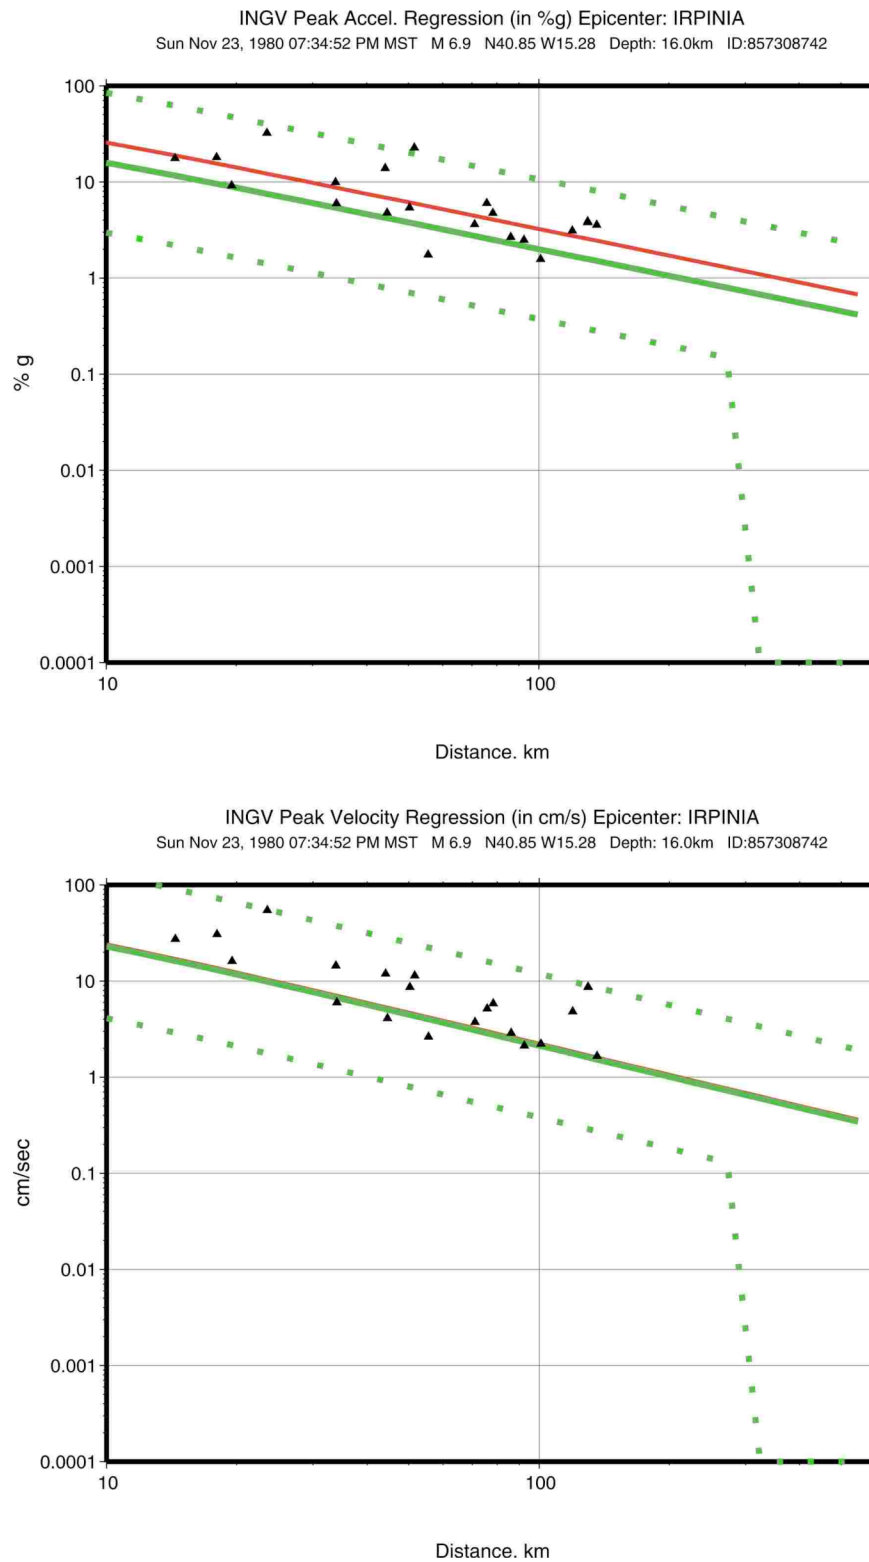 INGV Peak Accel. Regression (in %g) Epicenter: IRPINIA
Sun Nov 23, 1980 07:34:52 PM MST M 6.9 N40.85 W15.28 Depth: 16.0km ID:857308742
100
10
1
0.1
0.01
0.001
0.0001
% g
10 100
Distance. km
INGV Peak Velocity Regression (in cm/s) Epicenter: IRPINIA
Sun Nov 23, 1980 07:34:52 PM MST M 6.9 N40.85 W15.28 Depth: 16.0km ID:857308742
100
10
1
0.1
0.01
0.001
0.0001
cm/sec
10 100
Distance. km